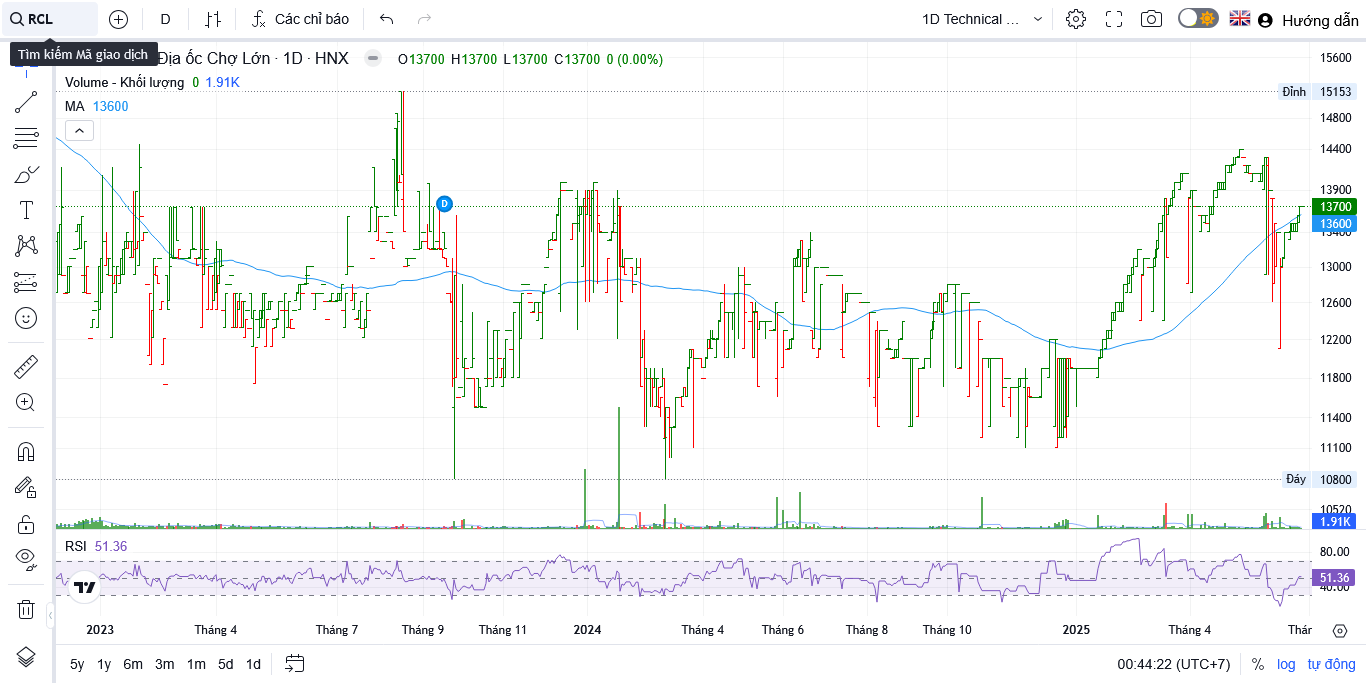 RCL
D
Các chỉ báo
1D Technical ...
Hướng dẫn
Tìm kiếm Mã giao dịch
Địa ốc Chợ Lớn · 1D · HNX
O13700 H13700 L13700 C13700 0 (0.00%)
Volume - Khối lượng 0 1.91K
MA 13600
D
15600
Đỉnh 15153
14800
14400
13900
13700
13600
13400
13000
12600
12200
11800
11400
11100
Đáy 10800
10520
1.91K
RSI 51.36
80.00
51.36
40.00
2023 Tháng 4 Tháng 7 Tháng 9 Tháng 11 2024 Tháng 4 Tháng 6 Tháng 8 Tháng 10 2025 Tháng 4 Thár
5y 1y 6m 3m 1m 5d 1d
00:44:22 (UTC+7) % log tự động